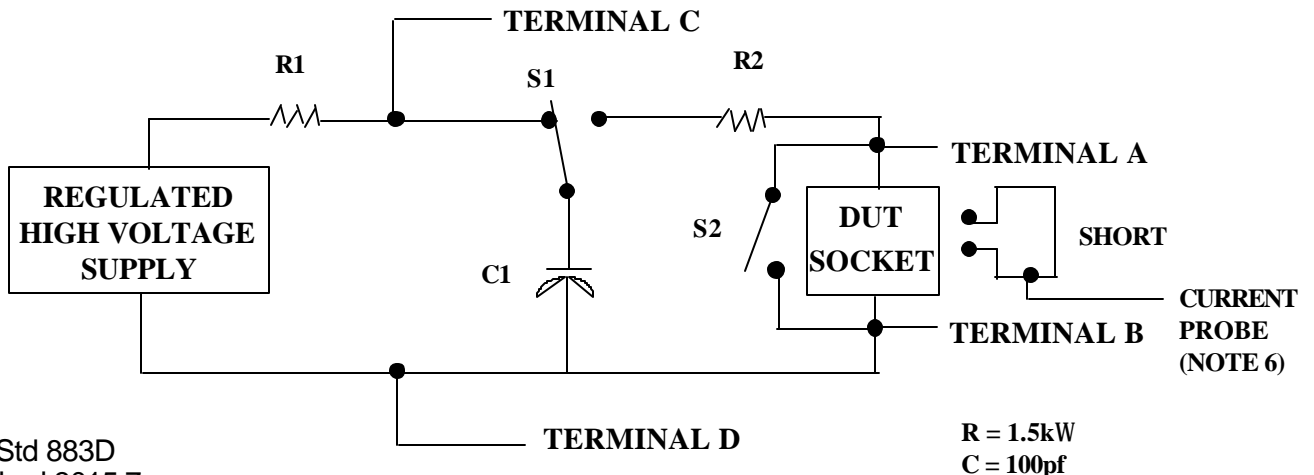 TERMINAL C
R1
S1
R2
TERMINAL A
REGULATED
HIGH VOLTAGE
SUPPLY
C1
S2
DUT
SOCKET
SHORT
CURRENT
PROBE
(NOTE 6)
TERMINAL B
TERMINAL D
R = 1.5kW
C = 100pf
Std 883D